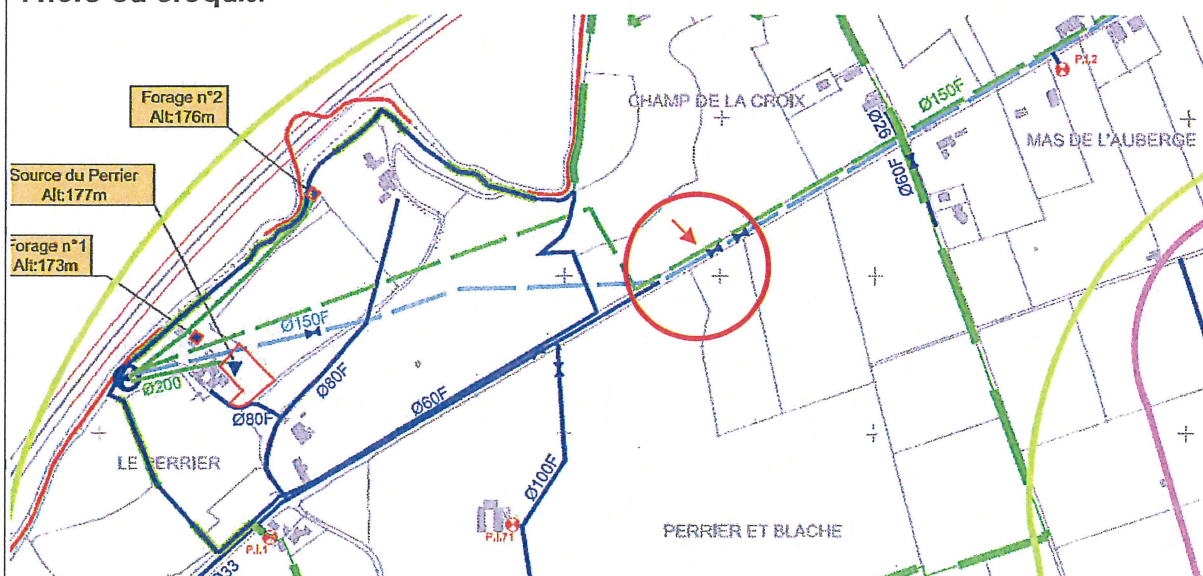 Forage n°2
Alt:176m
CHAMP DE LA CROIX
P.I.2
Ø150F
MAS DE L'AUBERGE
Source du Perrier
Alt:177m
Ø26
Ø60F
Forage n°1
Alt:173m
Ø150F
Ø200
Ø80F
Ø80F
Ø60F
LE PERRIER
Ø100F
P.I.71
PERRIER ET BLACHE
P.I.1